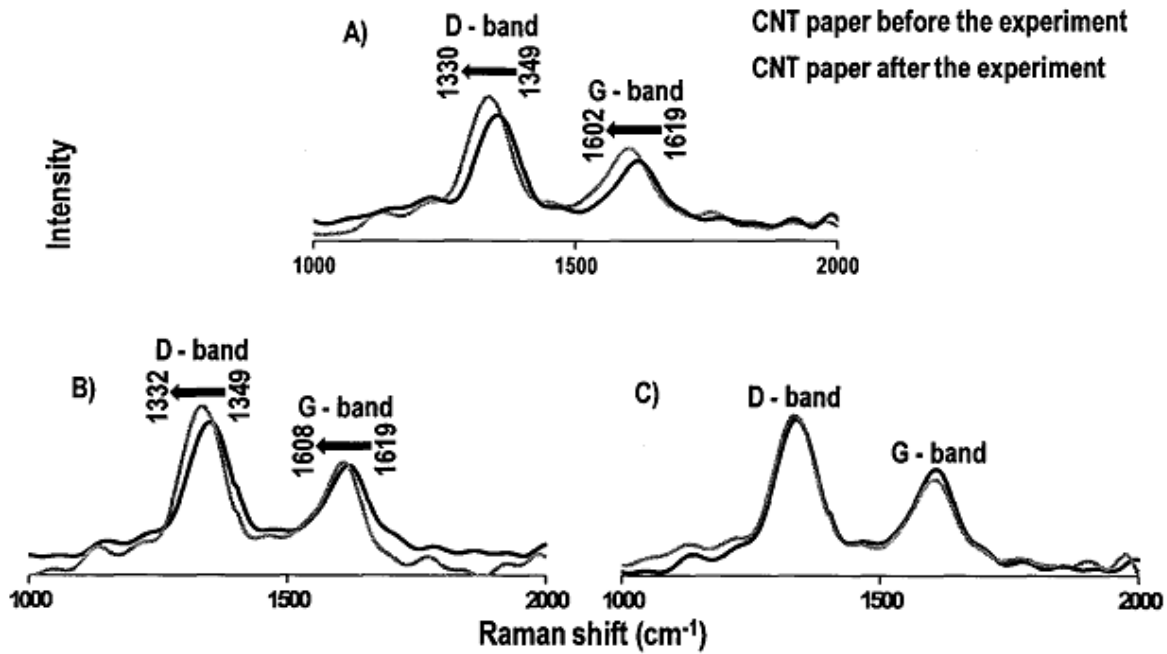 A)
D - band
1330
1349
G - band
1602
1619
CNT paper before the experiment
CNT paper after the experiment
Intensity
1000
1500
2000
B)
D - band
1332
1349
G - band
1608
1619
1000
1500
2000
C)
D - band
G - band
1000
1500
2000
Raman shift (cm⁻¹)